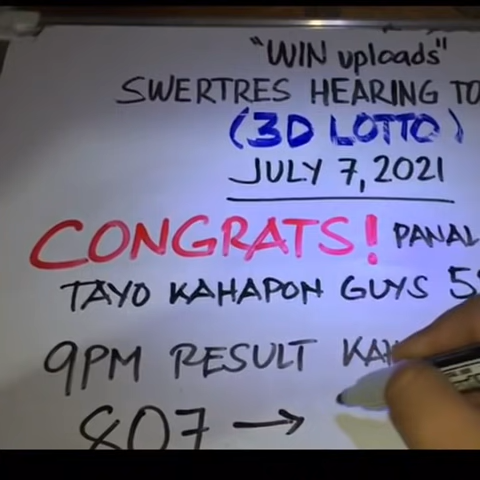 "WIN uploads"
SWERTRES HEARING TO
(3D LOTTO)
JULY 7, 2021
CONGRATS! PANAL
TAYO KAHAPON GUYS
9PM RESULT
807 →